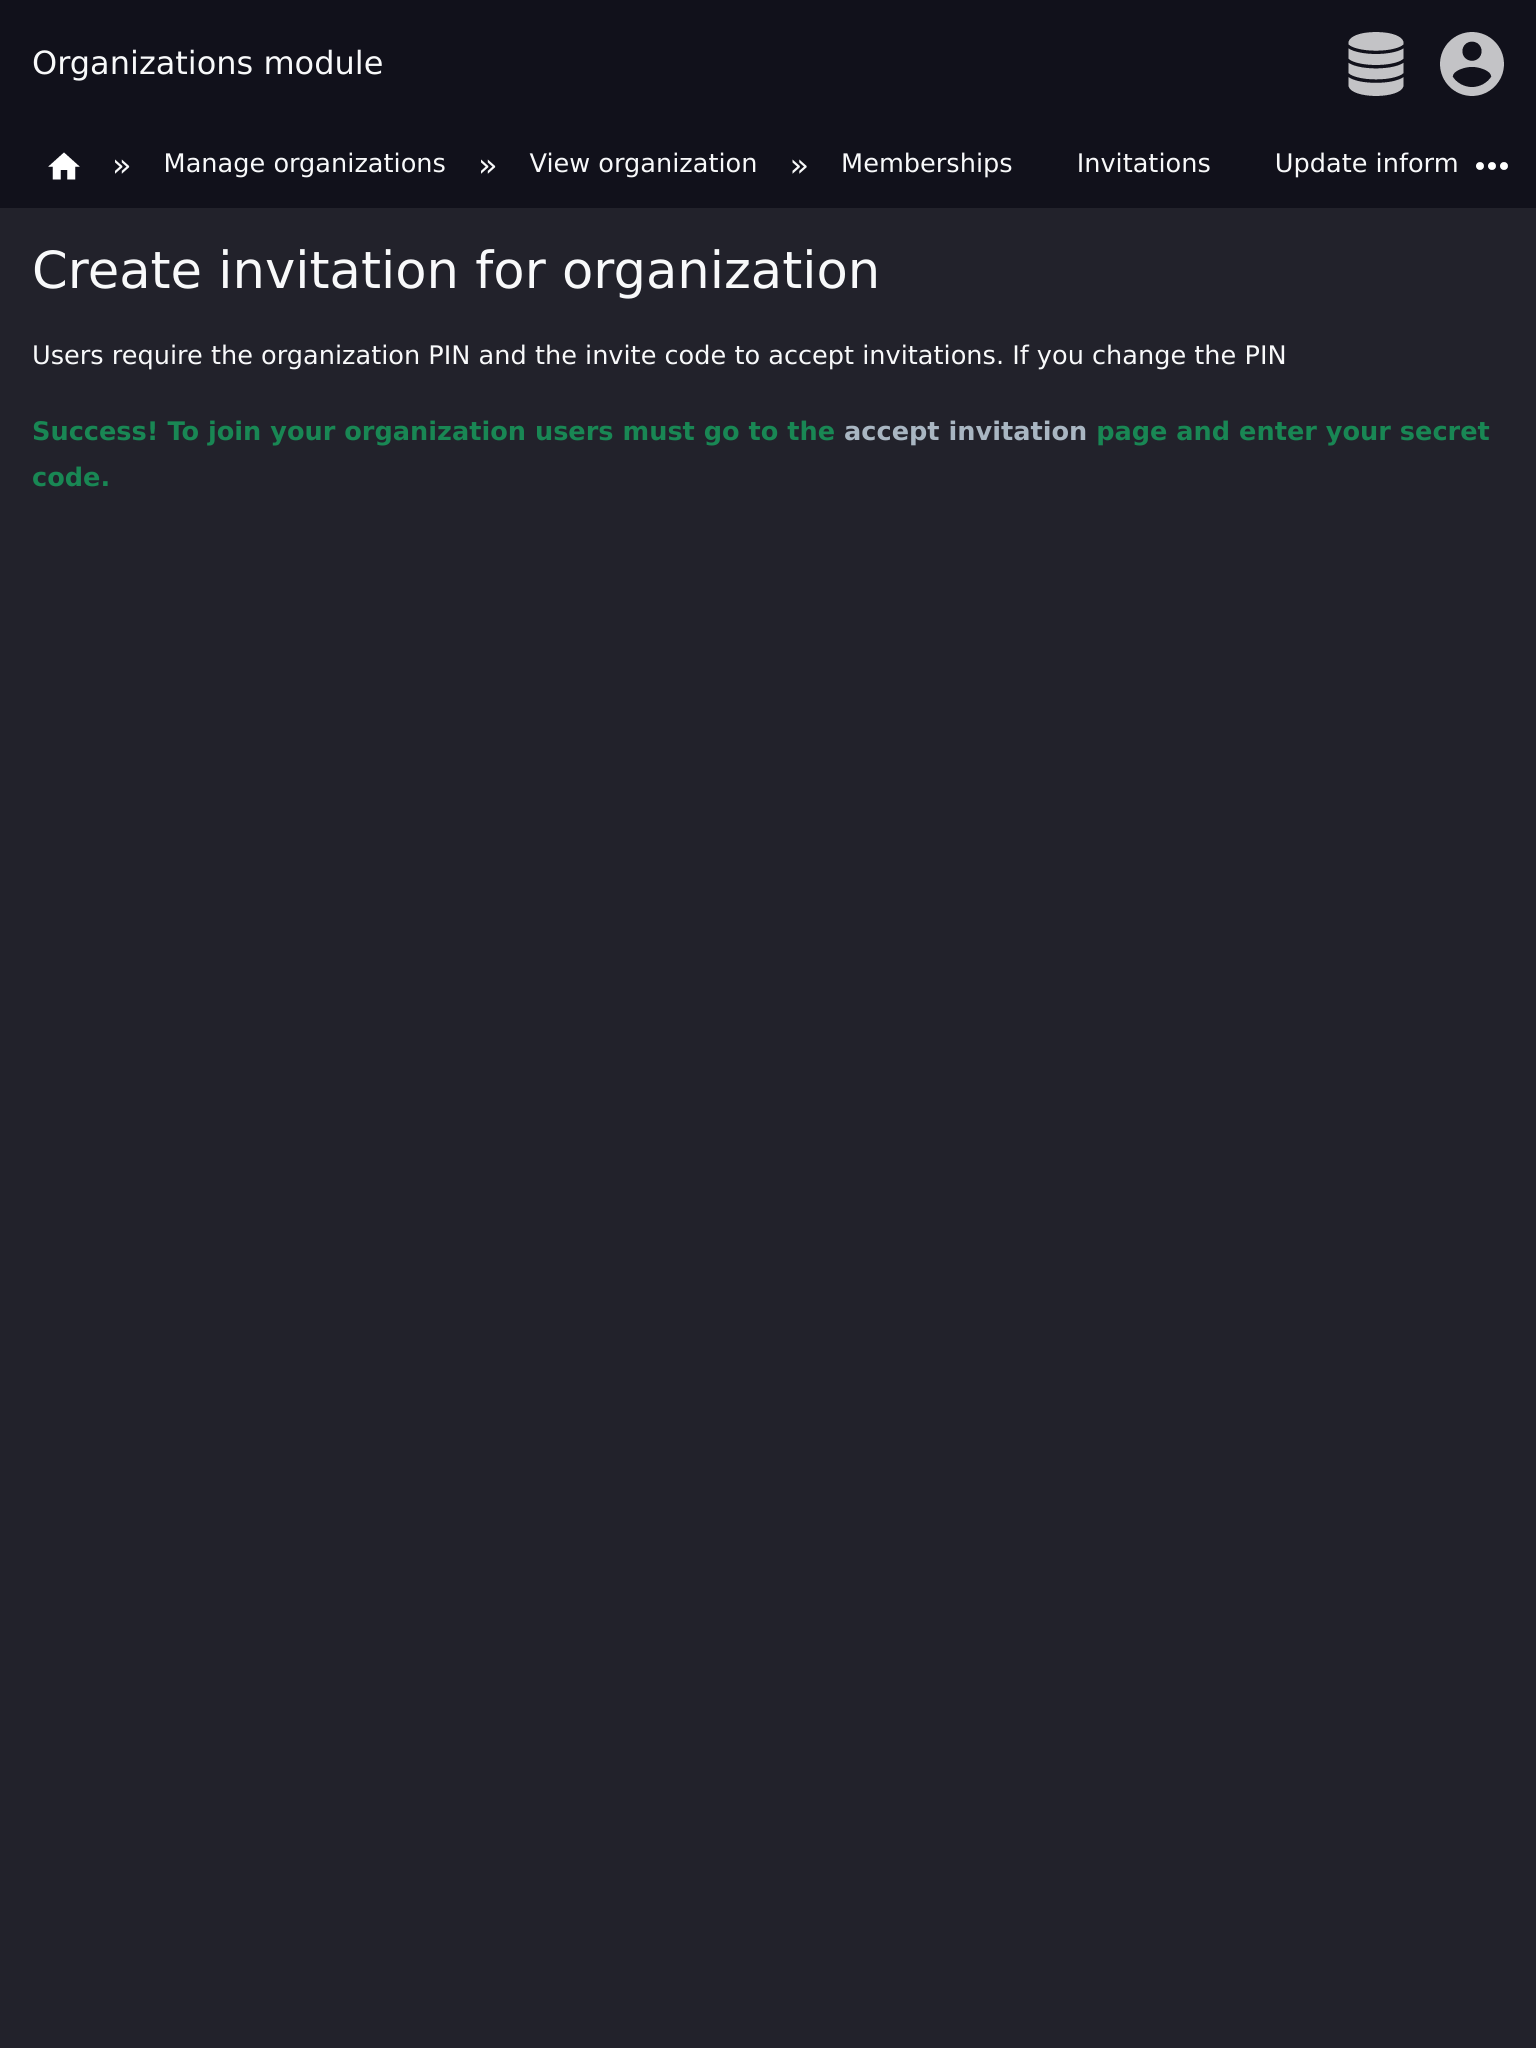 Organizations module
» Manage organizations » View organization » Memberships Invitations Update inform •••
Create invitation for organization
Users require the organization PIN and the invite code to accept invitations. If you change the PIN
Success! To join your organization users must go to the accept invitation page and enter your secret
code.